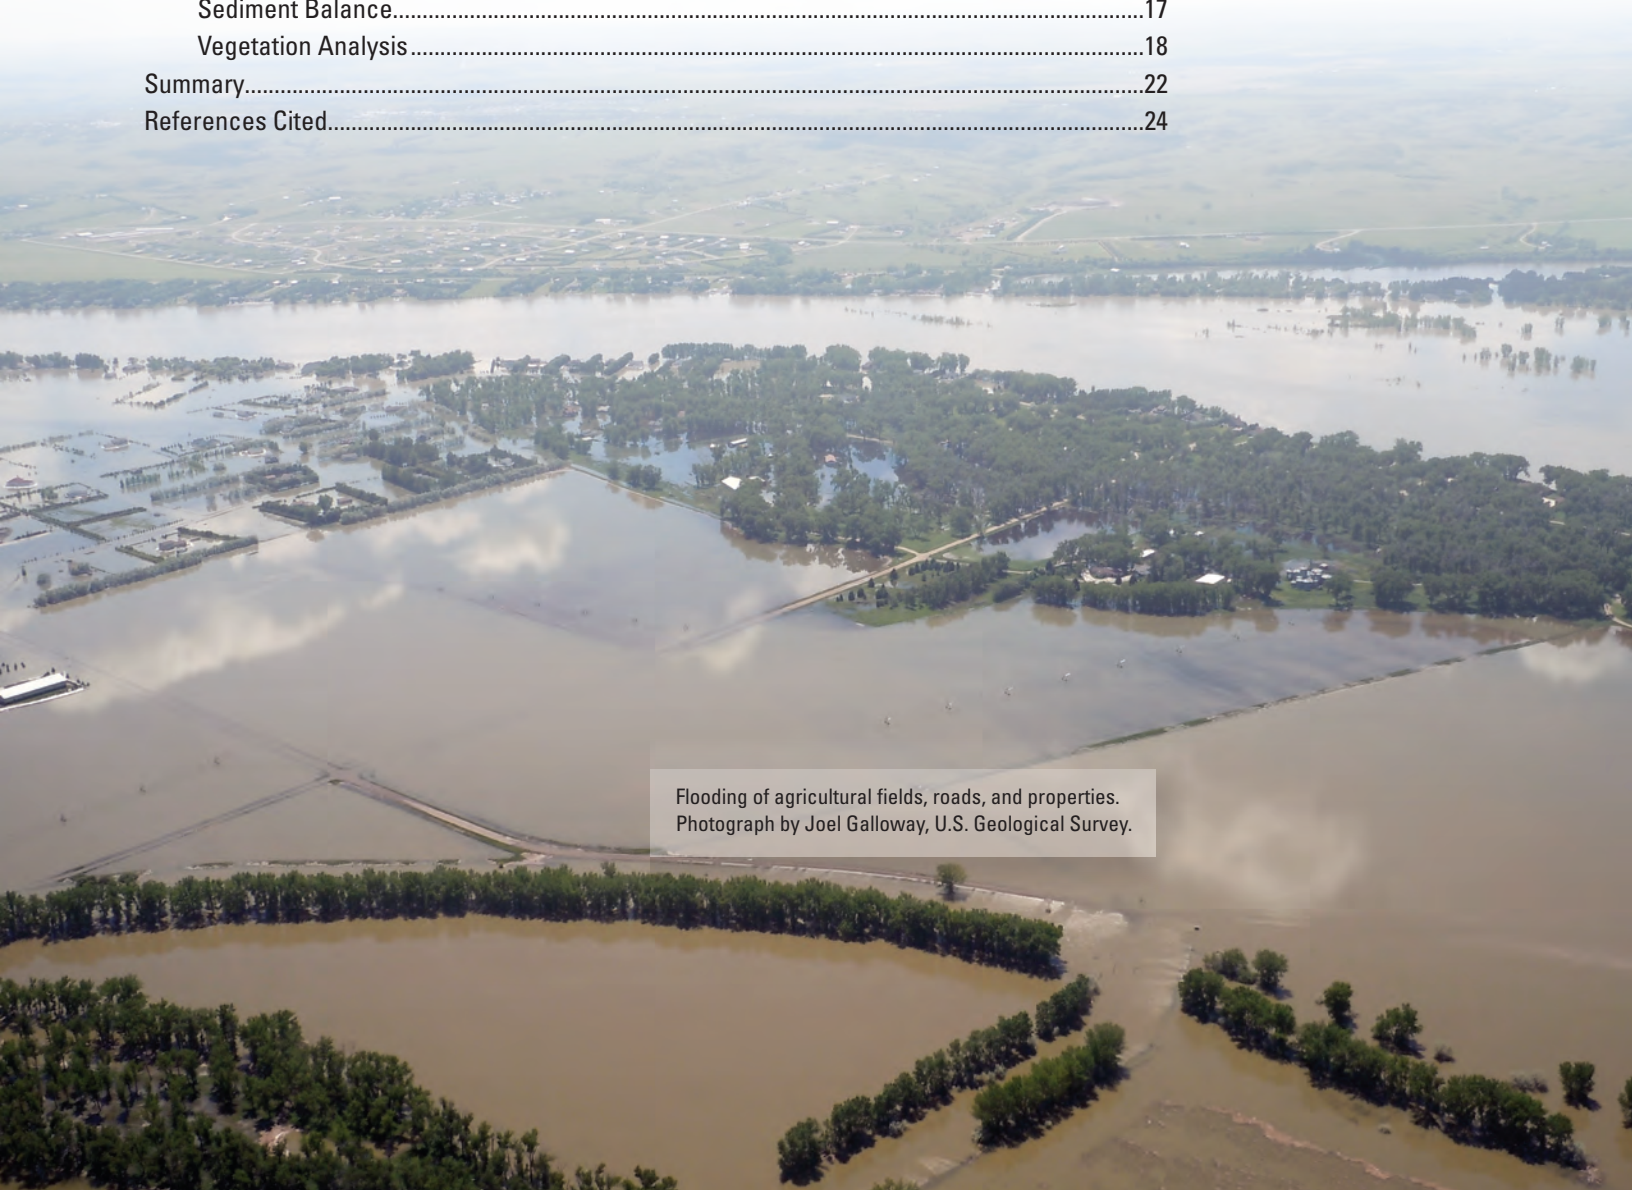 Sediment Balance................................................................................................................................17
Vegetation Analysis.............................................................................................................................18
Summary............................................................................................................................................22
References Cited...............................................................................................................................24
Flooding of agricultural fields, roads, and properties.
Photograph by Joel Galloway, U.S. Geological Survey.